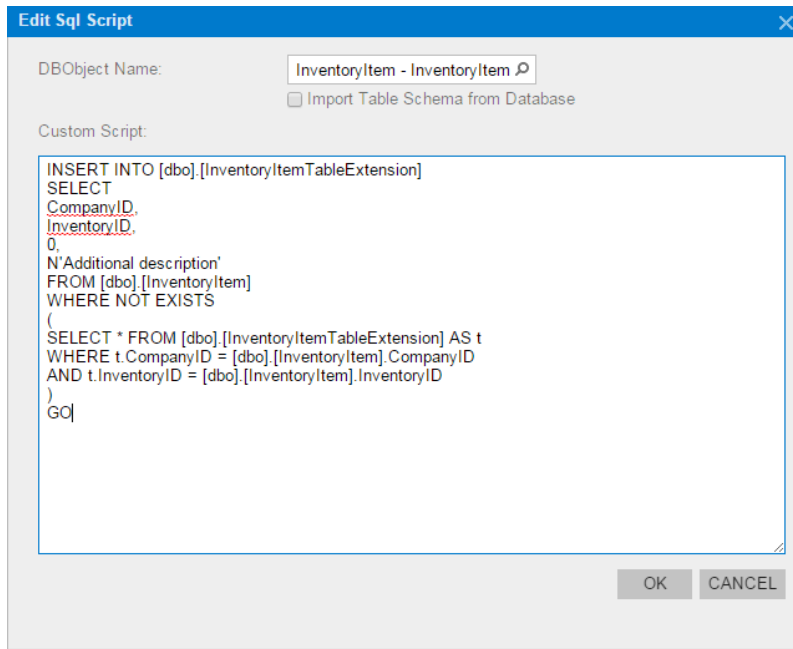 Edit Sql Script
DBObject Name:
InventoryItem - InventoryItem
Import Table Schema from Database
Custom Script:
INSERT INTO [dbo].[InventoryItemTableExtension]
SELECT
CompanyID,
InventoryID,
0,
N'Additional description'
FROM [dbo].[InventoryItem]
WHERE NOT EXISTS
(
SELECT * FROM [dbo].[InventoryItemTableExtension] AS t
WHERE t.CompanyID = [dbo].[InventoryItem].CompanyID
AND t.InventoryID = [dbo].[InventoryItem].InventoryID
)
GO
OK CANCEL